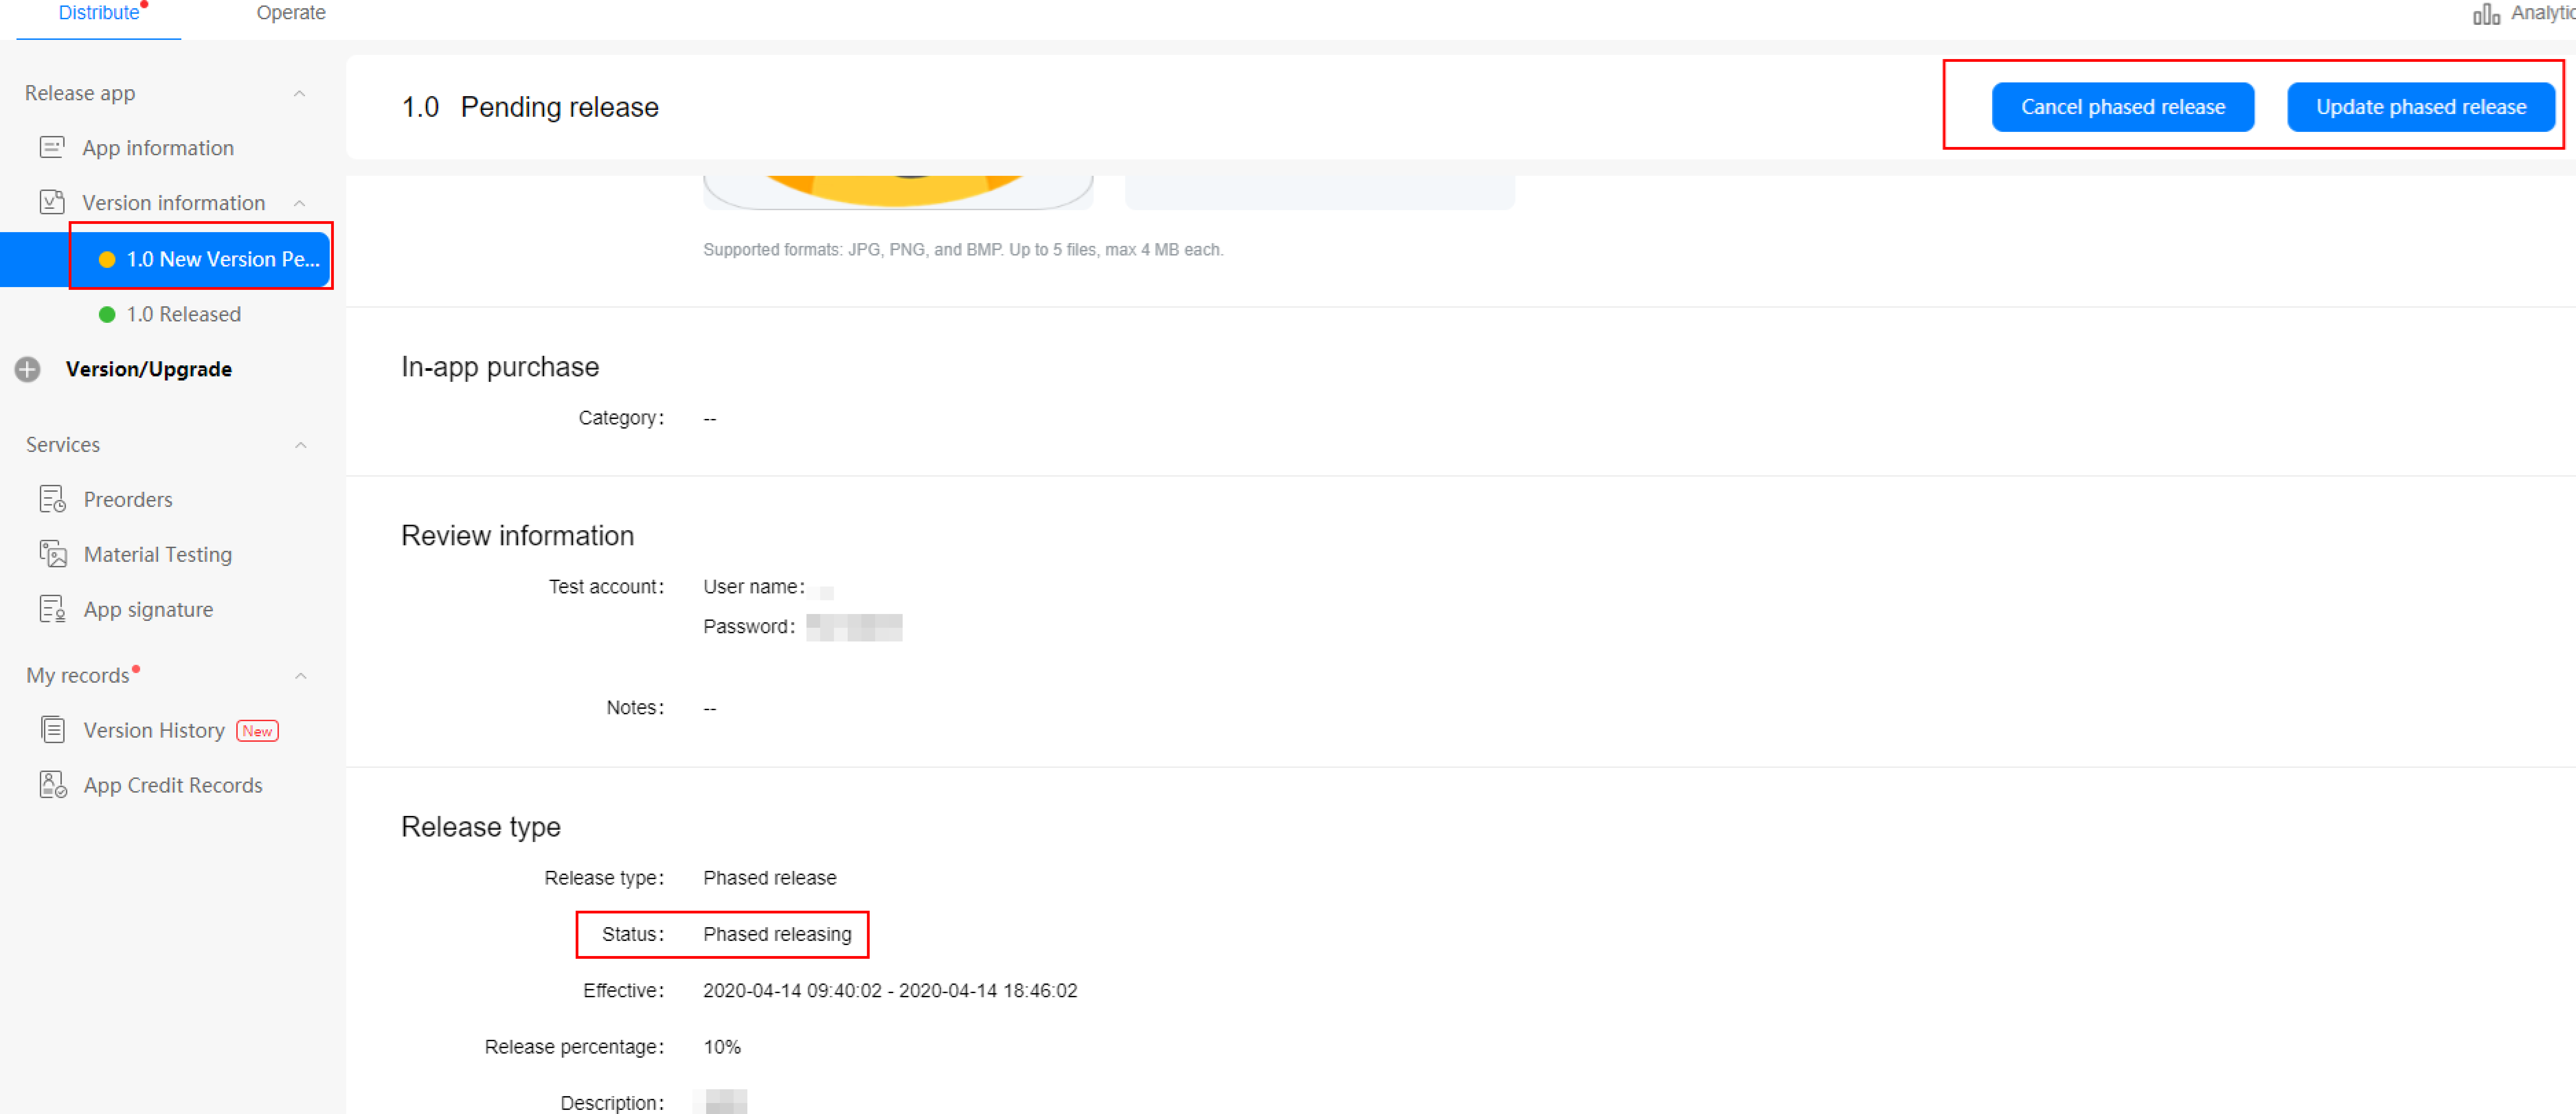 Distribute
Operate
Release app
App information
Version information
1.0 New Version Pe...
1.0 Released
Version/Upgrade
Services
Preorders
Material Testing
App signature
My records
Version History New
App Credit Records
1.0 Pending release
Cancel phased release
Update phased release
Supported formats: JPG, PNG, and BMP. Up to 5 files, max 4 MB each.
In-app purchase
Category: --
Review information
Test account: User name:
Password:
Notes: --
Release type
Release type: Phased release
Status: Phased releasing
Effective: 2020-04-14 09:40:02 - 2020-04-14 18:46:02
Release percentage: 10%
Description: